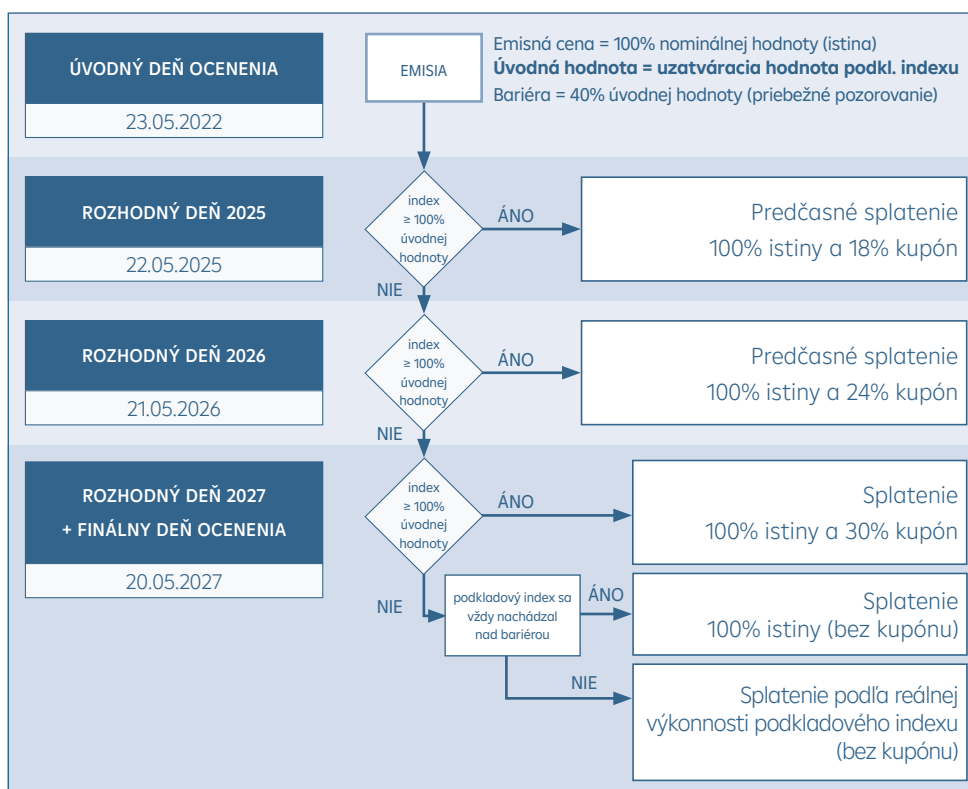 ÚVODNÝ DEŇ OCENENIA
23.05.2022
EMISIA
Emisná cena = 100% nominálnej hodnoty (istina)
Úvodná hodnota = uzatváracia hodnota podkl. indexu
Bariéra = 40% úvodnej hodnoty (priebežné pozorovanie)
ROZHODNÝ DEŇ 2025
22.05.2025
index
≥ 100%
úvodnej
hodnoty
ÁNO
Predčasné splatenie
100% istiny a 18% kupón
NIE
ROZHODNÝ DEŇ 2026
21.05.2026
index
≥ 100%
úvodnej
hodnoty
ÁNO
Predčasné splatenie
100% istiny a 24% kupón
NIE
ROZHODNÝ DEŇ 2027
+ FINÁLNY DEŇ OCENENIA
20.05.2027
index
≥ 100%
úvodnej
hodnoty
ÁNO
Splatenie
100% istiny a 30% kupón
NIE
podkladový index sa
vždy nachádzal
nad bariérou
ÁNO
Splatenie
100% istiny (bez kupónu)
NIE
Splatenie podľa reálnej
výkonnosti podkladového indexu
(bez kupónu)